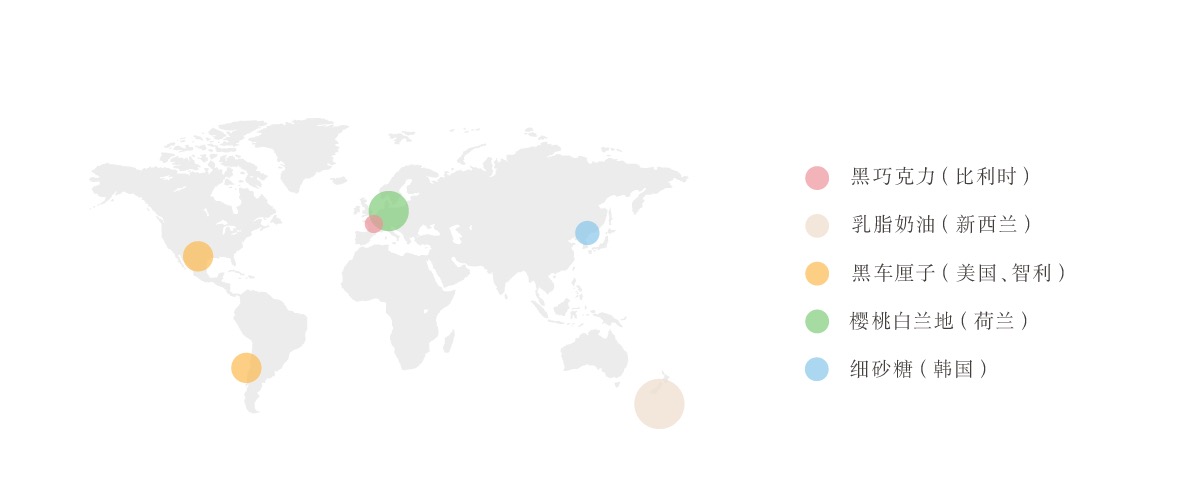 黑巧克力（比利时）
乳脂奶油（新西兰）
黑车厘子（美国、智利）
樱桃白兰地（荷兰）
细砂糖（韩国）